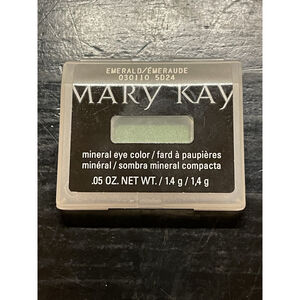 EMERALD/ÉMERAUDE
030110 5D24
MARY KAY
mineral eye color / fard à paupières
minéral / sombra mineral compacta
.05 OZ. NET WT. / 1.4 g / 1,4 g